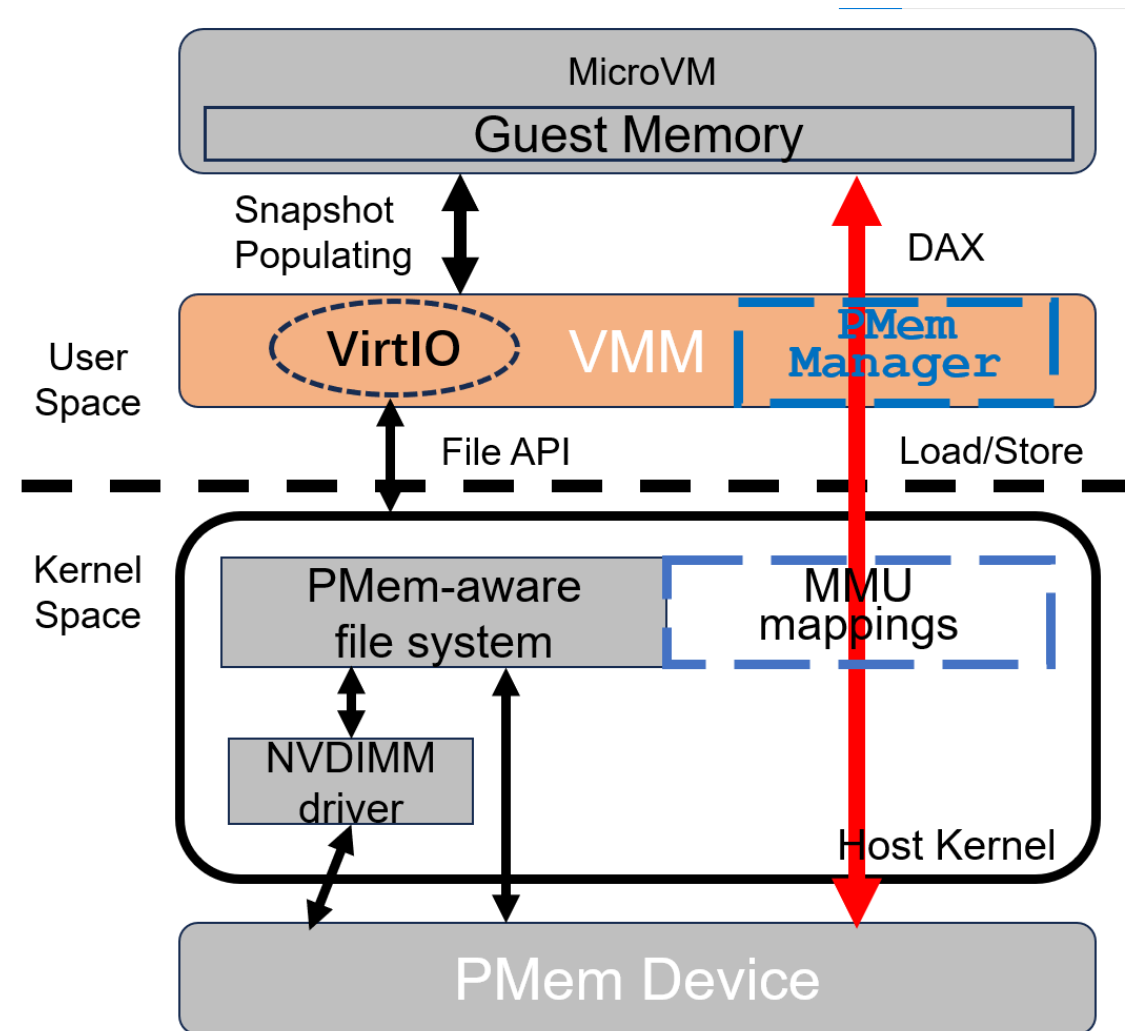 MicroVM
Guest Memory
Snapshot
Populating
DAX
User
Space
VirtIO
VMM
PMem
Manager
File API
Load/Store
Kernel
Space
PMem-aware
file system
MMU
mappings
NVDIMM
driver
Host Kernel
PMem Device